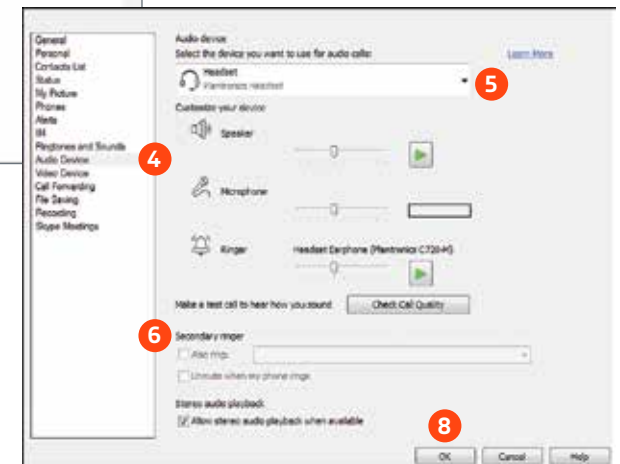 General
Personal
Contacts List
Status
My Picture
Phones
Alerts
IM
Ringtones and Sounds
Audio Device
Video Device
Call Forwarding
File Saving
Recording
Skype Meetings
4
Audio device
Select the device you want to use for audio calls:
Learn More
Headset
Plantronics Headset
5
Customize your device
Speaker
Microphone
Ringer
Headset Earphone (Plantronics C720-M)
Make a test call to hear how you sound.
Check Call Quality
6
Secondary ringer
Also ring:
Unmute when my phone rings
Stereo audio playback
Allow stereo audio playback when available
8
OK
Cancel
Help